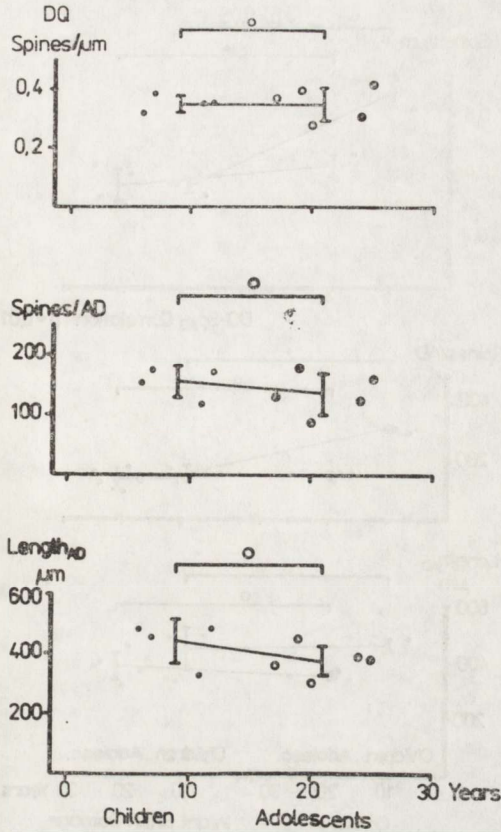 DQ
Spines/µm
0,4
0,2
Spines/AD
200
100
Length AD
µm
600
400
200
0 10 20 30 Years
Children Adolescents